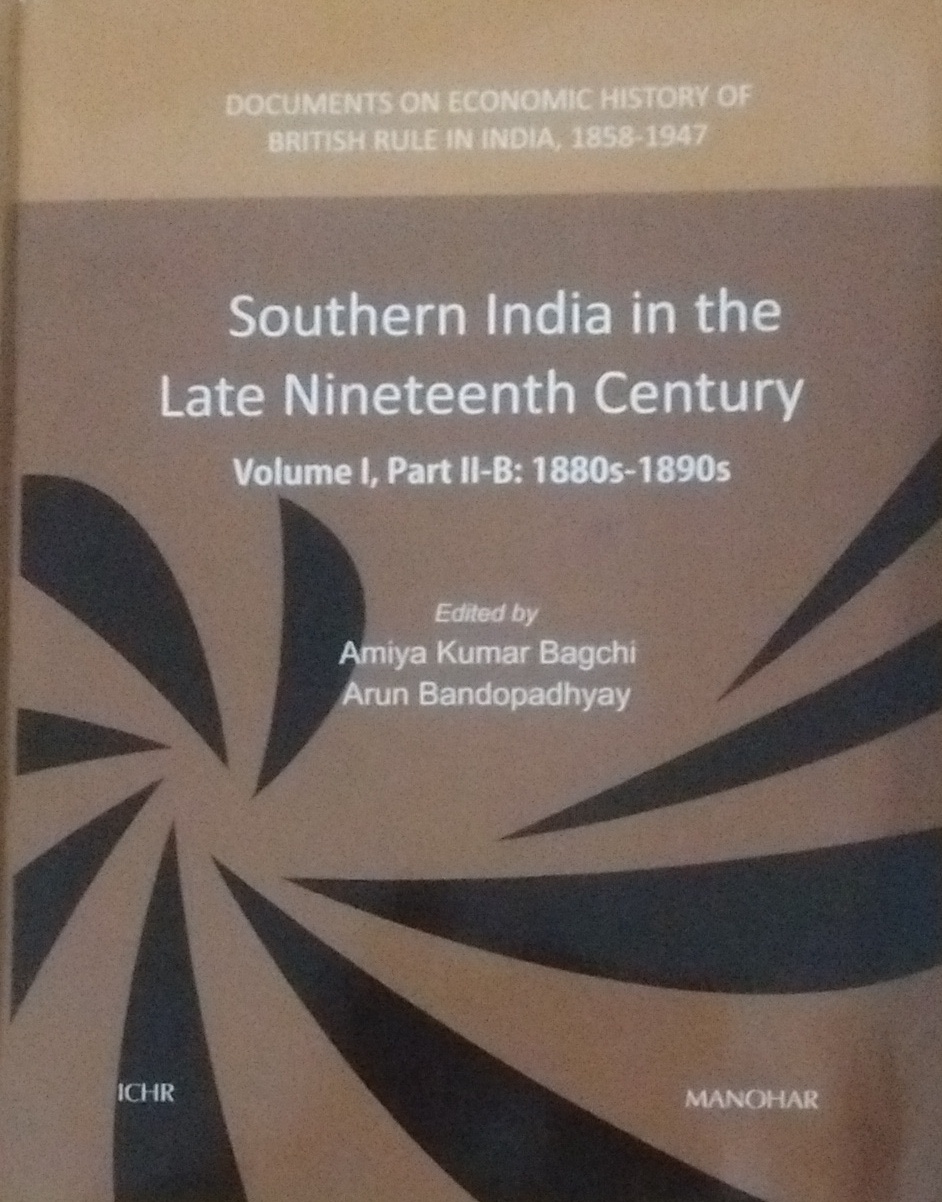 DOCUMENTS ON ECONOMIC HISTORY OF
BRITISH RULE IN INDIA, 1858-1947
Southern India in the
Late Nineteenth Century
Volume I, Part II-B: 1880s-1890s
Edited by
Amiya Kumar Bagchi
Arun Bandopadhyay
ICHR
MANOHAR